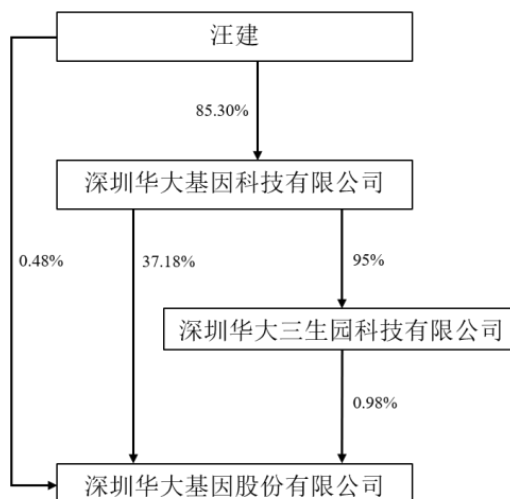 汪建
85.30%
深圳华大基因科技有限公司
0.48%
37.18%
95%
深圳华大三生园科技有限公司
0.98%
深圳华大基因股份有限公司